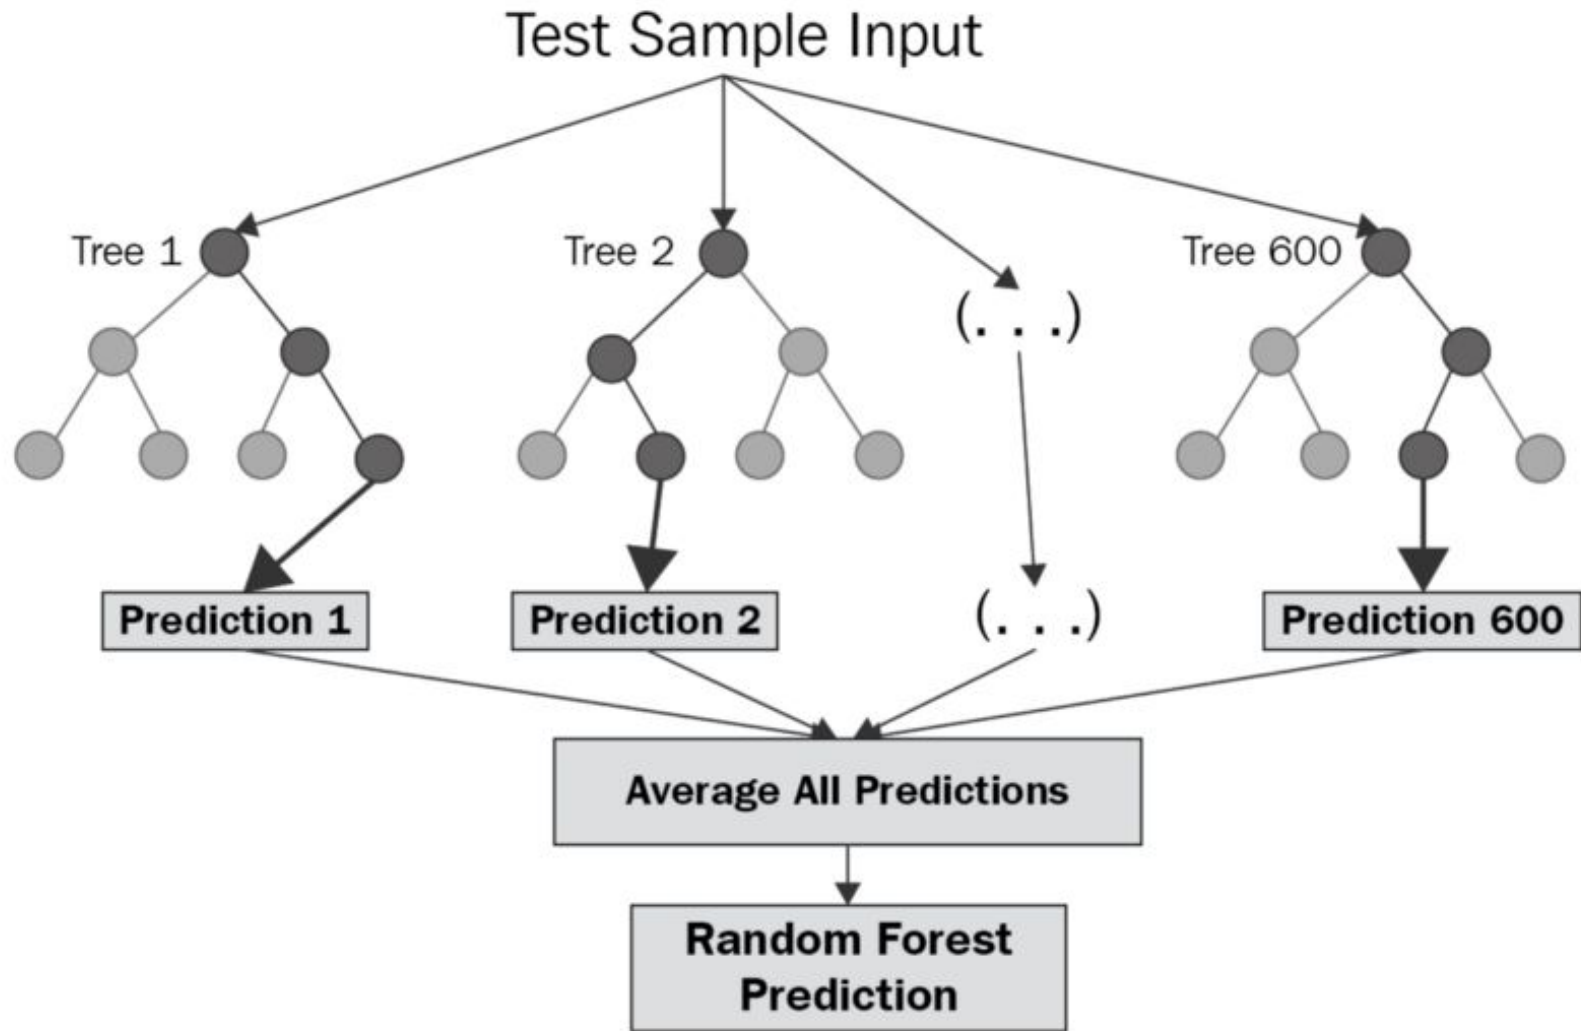 Test Sample Input
Tree 1
Tree 2
Tree 600
(. . .)
Prediction 1
Prediction 2
(. . .)
Prediction 600
Average All Predictions
Random Forest
Prediction